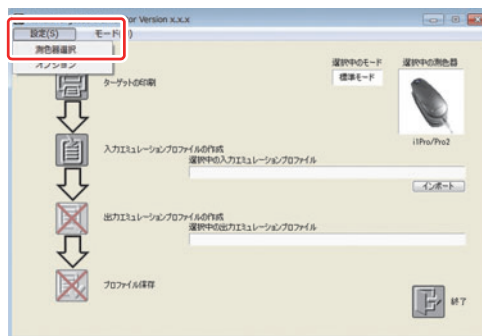 or Version x.x.x
設定(S)
モード
測色器選択
オプション
選択中のモード
選択中の測色器
標準モード
ターゲットの印刷
i1Pro/Pro2
入力エミュレーションプロファイルの作成
選択中の入力エミュレーションプロファイル
インポート
出力エミュレーションプロファイルの作成
選択中の出力エミュレーションプロファイル
プロファイル保存
終了